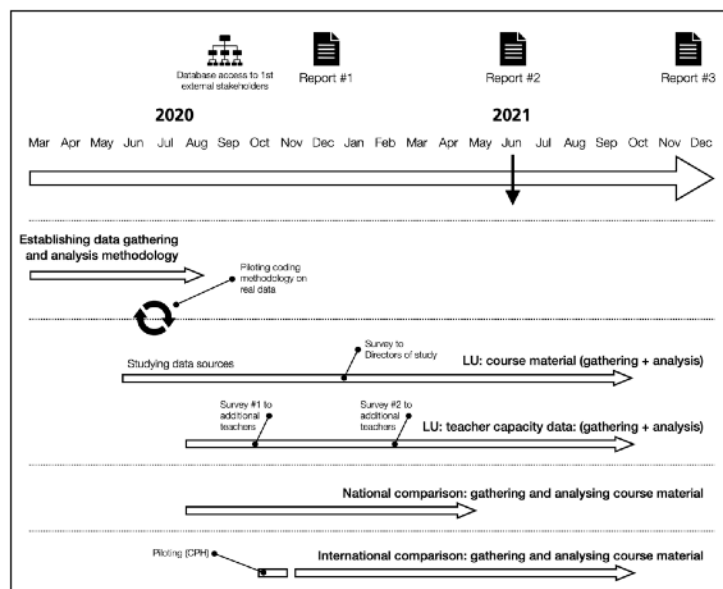 Database access to 1st
external stakeholders
Report #1
Report #2
Report #3
2020
2021
Mar Apr May Jun Jul Aug Sep Oct Nov Dec Jan Feb Mar Apr May Jun Jul Aug Sep Oct Nov Dec
Establishing data gathering
and analysis methodology
Piloting coding
methodology on
real data
Studying data sources
Survey to
Directors of study
LU: course material (gathering + analysis)
Survey #1 to
additional
teachers
Survey #2 to
additional
teachers
LU: teacher capacity data: (gathering + analysis)
National comparison: gathering and analysing course material
Piloting (CPH)
International comparison: gathering and analysing course material